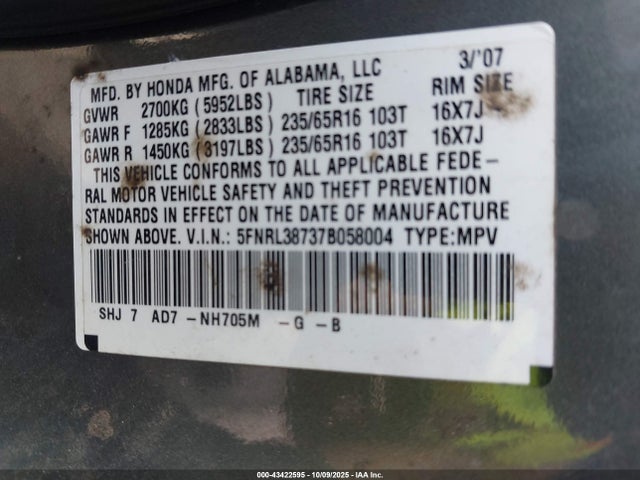 MFD. BY HONDA MFG. OF ALABAMA, LLC 3/'07
GVWR 2700KG (5952LBS) TIRE SIZE RIM SIZE
GAWR F 1285KG (2833LBS) 235/65R16 103T 16X7J
GAWR R 1450KG (3197LBS) 235/65R16 103T 16X7J
THIS VEHICLE CONFORMS TO ALL APPLICABLE FEDE-
RAL MOTOR VEHICLE SAFETY AND THEFT PREVENTION
STANDARDS IN EFFECT ON THE DATE OF MANUFACTURE
SHOWN ABOVE. V.I.N.: 5FNRL38737B058004 TYPE:MPV
SHJ 7 AD7 -NH705M -G -B
000-43422595 - 10/09/2025 - IAA Inc.